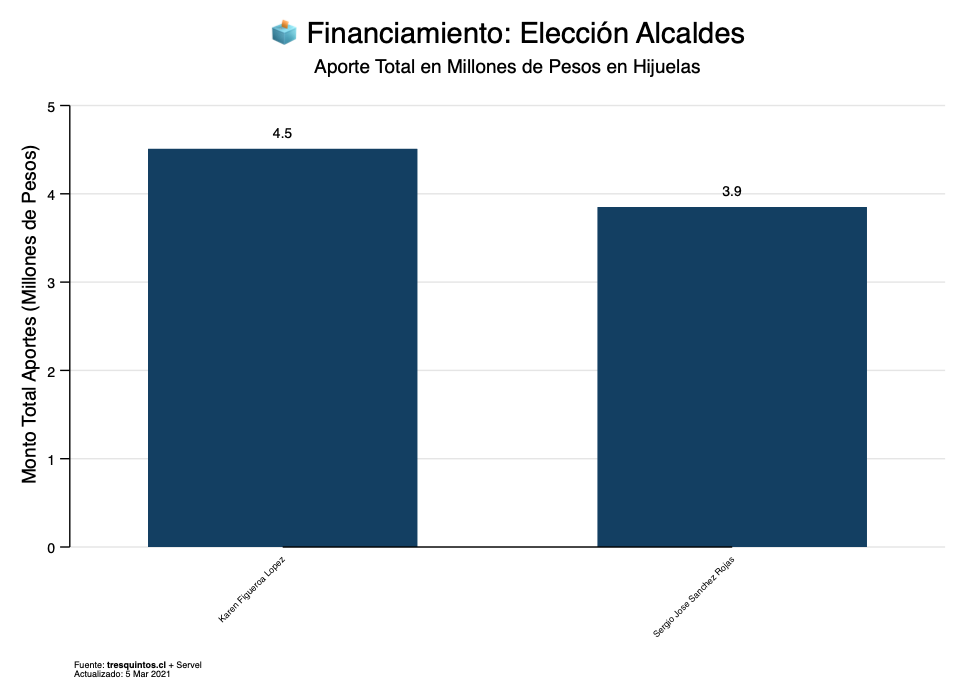 🗳️ Financiamiento: Elección Alcaldes
Aporte Total en Millones de Pesos en Hijuelas
Monto Total Aportes (Millones de Pesos)
5
4
3
2
1
0
4.5
3.9
Karen Figueroa Lopez
Sergio Jose Sanchez Rojas
Fuente: tresquintos.cl + Servel
Actualizado: 5 Mar 2021